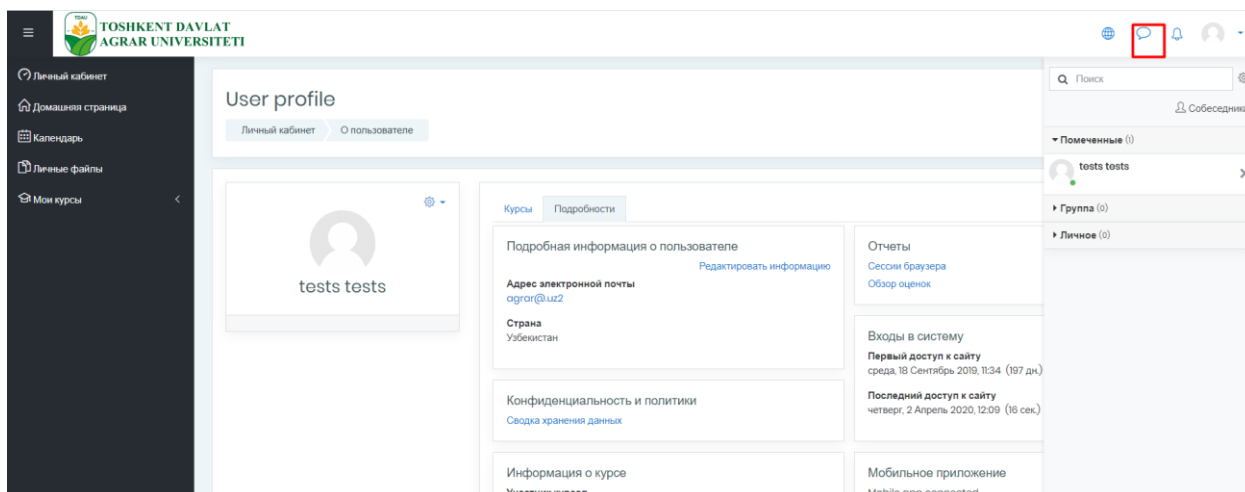 TDAU
TOSHKENT DAVLAT
AGRAR UNIVERSITETI
Личный кабинет
Домашняя страница
Календарь
Личные файлы
Мои курсы
User profile
Личный кабинет
О пользователе
tests tests
Курсы
Подробности
Подробная информация о пользователе
Редактировать информацию
Адрес электронной почты
agrar@.uz2
Страна
Узбекистан
Конфиденциальность и политики
Сводка хранения данных
Информация о курсе
Отчеты
Сессии браузера
Обзор оценок
Входы в систему
Первый доступ к сайту
среда, 18 Сентябрь 2019, 11:34 (197 дн.)
Последний доступ к сайту
четверг, 2 Апрель 2020, 12:09 (16 сек.)
Мобильное приложение
Поиск
Помеченные (1)
tests tests
Группа (0)
Личное (0)